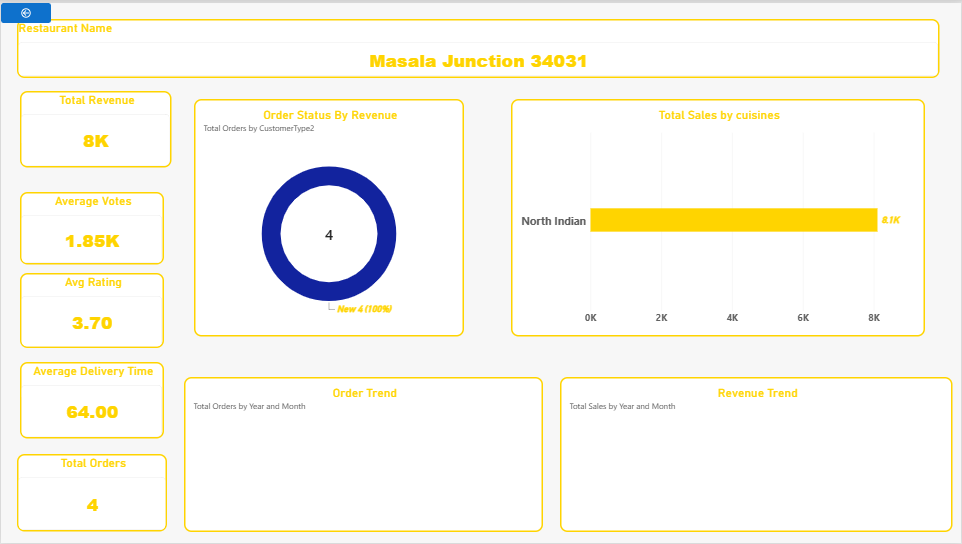 Restaurant Name
Masala Junction 34031
Total Revenue
8K
Average Votes
1.85K
Avg Rating
3.70
Average Delivery Time
64.00
Total Orders
4
Order Status By Revenue
Total Orders by CustomerType2
4
New 4 (100%)
Total Sales by cuisines
North Indian
8.1K
0K 2K 4K 6K 8K
Order Trend
Total Orders by Year and Month
Revenue Trend
Total Sales by Year and Month